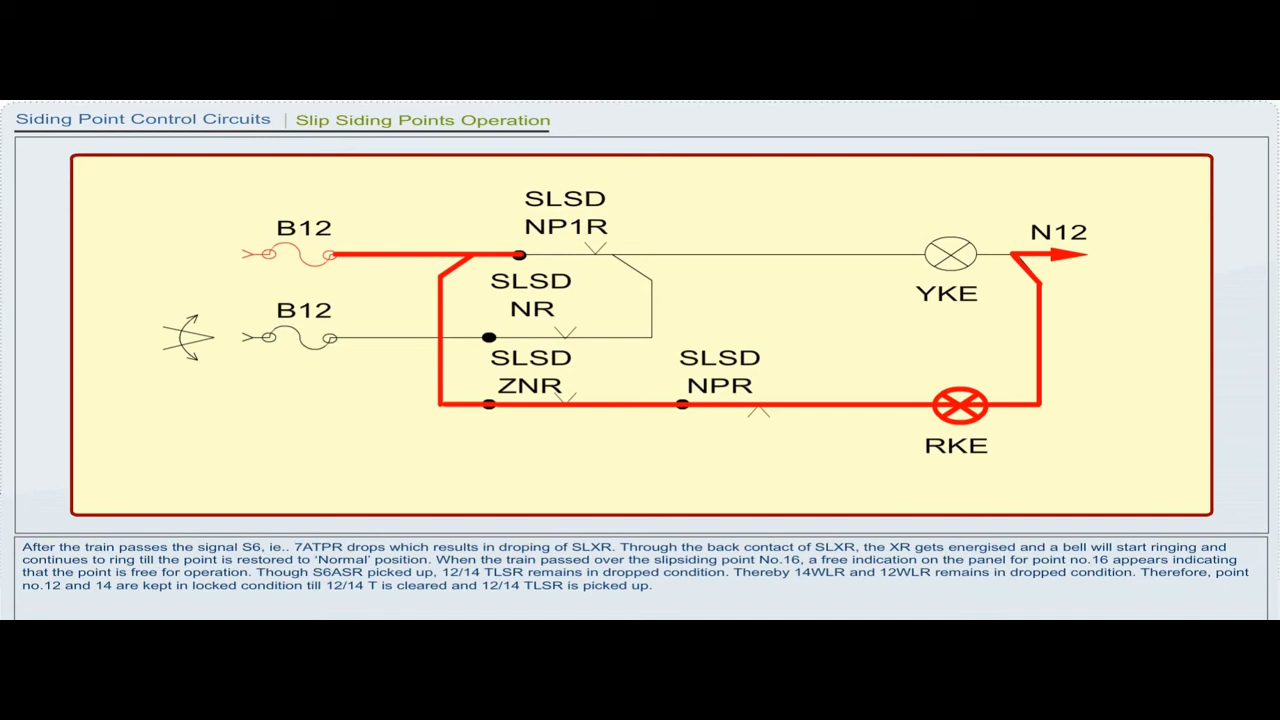 Siding Point Control Circuits | Slip Siding Points Operation
SLSD
NP1R
B12
N12
SLSD
NR
YKE
B12
SLSD
ZNR
SLSD
NPR
RKE
After the train passes the signal S6, ie.. 7ATPR drops which results in droping of SLXR. Through the back contact of SLXR, the XR gets energised and a bell will start ringing and
continues to ring till the point is restored to ‘Normal’ position. When the train passed over the slipsiding point No.16, a free indication on the panel for point no.16 appears indicating
that the point is free for operation. Though S6ASR picked up, 12/14 TLSR remains in dropped condition. Thereby 14WLR and 12WLR remains in dropped condition. Therefore, point
no.12 and 14 are kept in locked condition till 12/14 T is cleared and 12/14 TLSR is picked up.